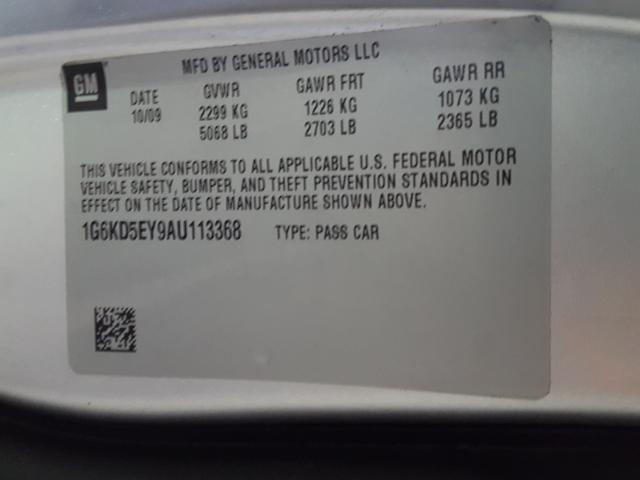 GM
MFD BY GENERAL MOTORS LLC
DATE GVWR GAWR FRT GAWR RR
10/09 2299 KG 1226 KG 1073 KG
5068 LB 2703 LB 2365 LB
THIS VEHICLE CONFORMS TO ALL APPLICABLE U.S. FEDERAL MOTOR
VEHICLE SAFETY, BUMPER, AND THEFT PREVENTION STANDARDS IN
EFFECT ON THE DATE OF MANUFACTURE SHOWN ABOVE.
1G6KD5EY9AU113368 TYPE: PASS CAR